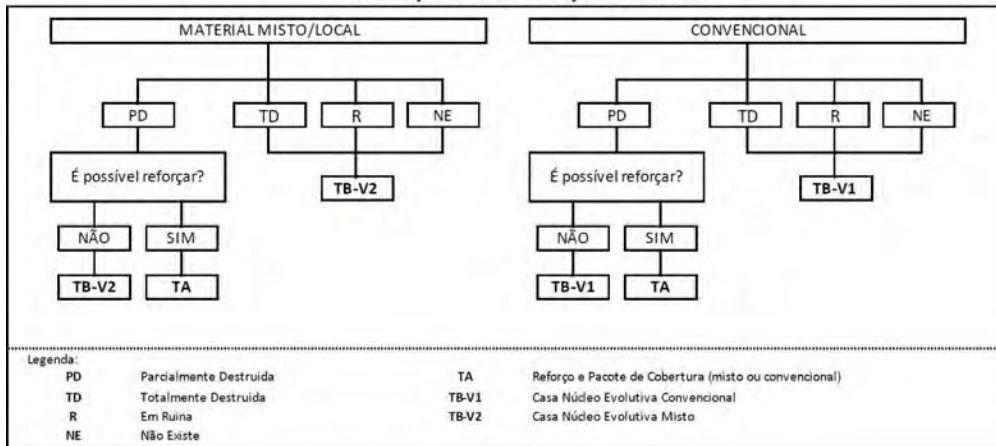 MATERIAL MISTO/LOCAL
PD
TD
R
NE
É possível reforçar?
TB-V2
NÃO
SIM
TB-V2
TA
CONVENCIONAL
PD
TD
R
NE
É possível reforçar?
TB-V1
NÃO
SIM
TB-V1
TA
Legenda:
PD Parcialmente Destruida
TD Totalmente Destruida
R Em Ruina
NE Não Existe
TA Reforço e Pacote de Cobertura (misto ou convencional)
TB-V1 Casa Núcleo Evolutiva Convencional
TB-V2 Casa Núcleo Evolutiva Misto